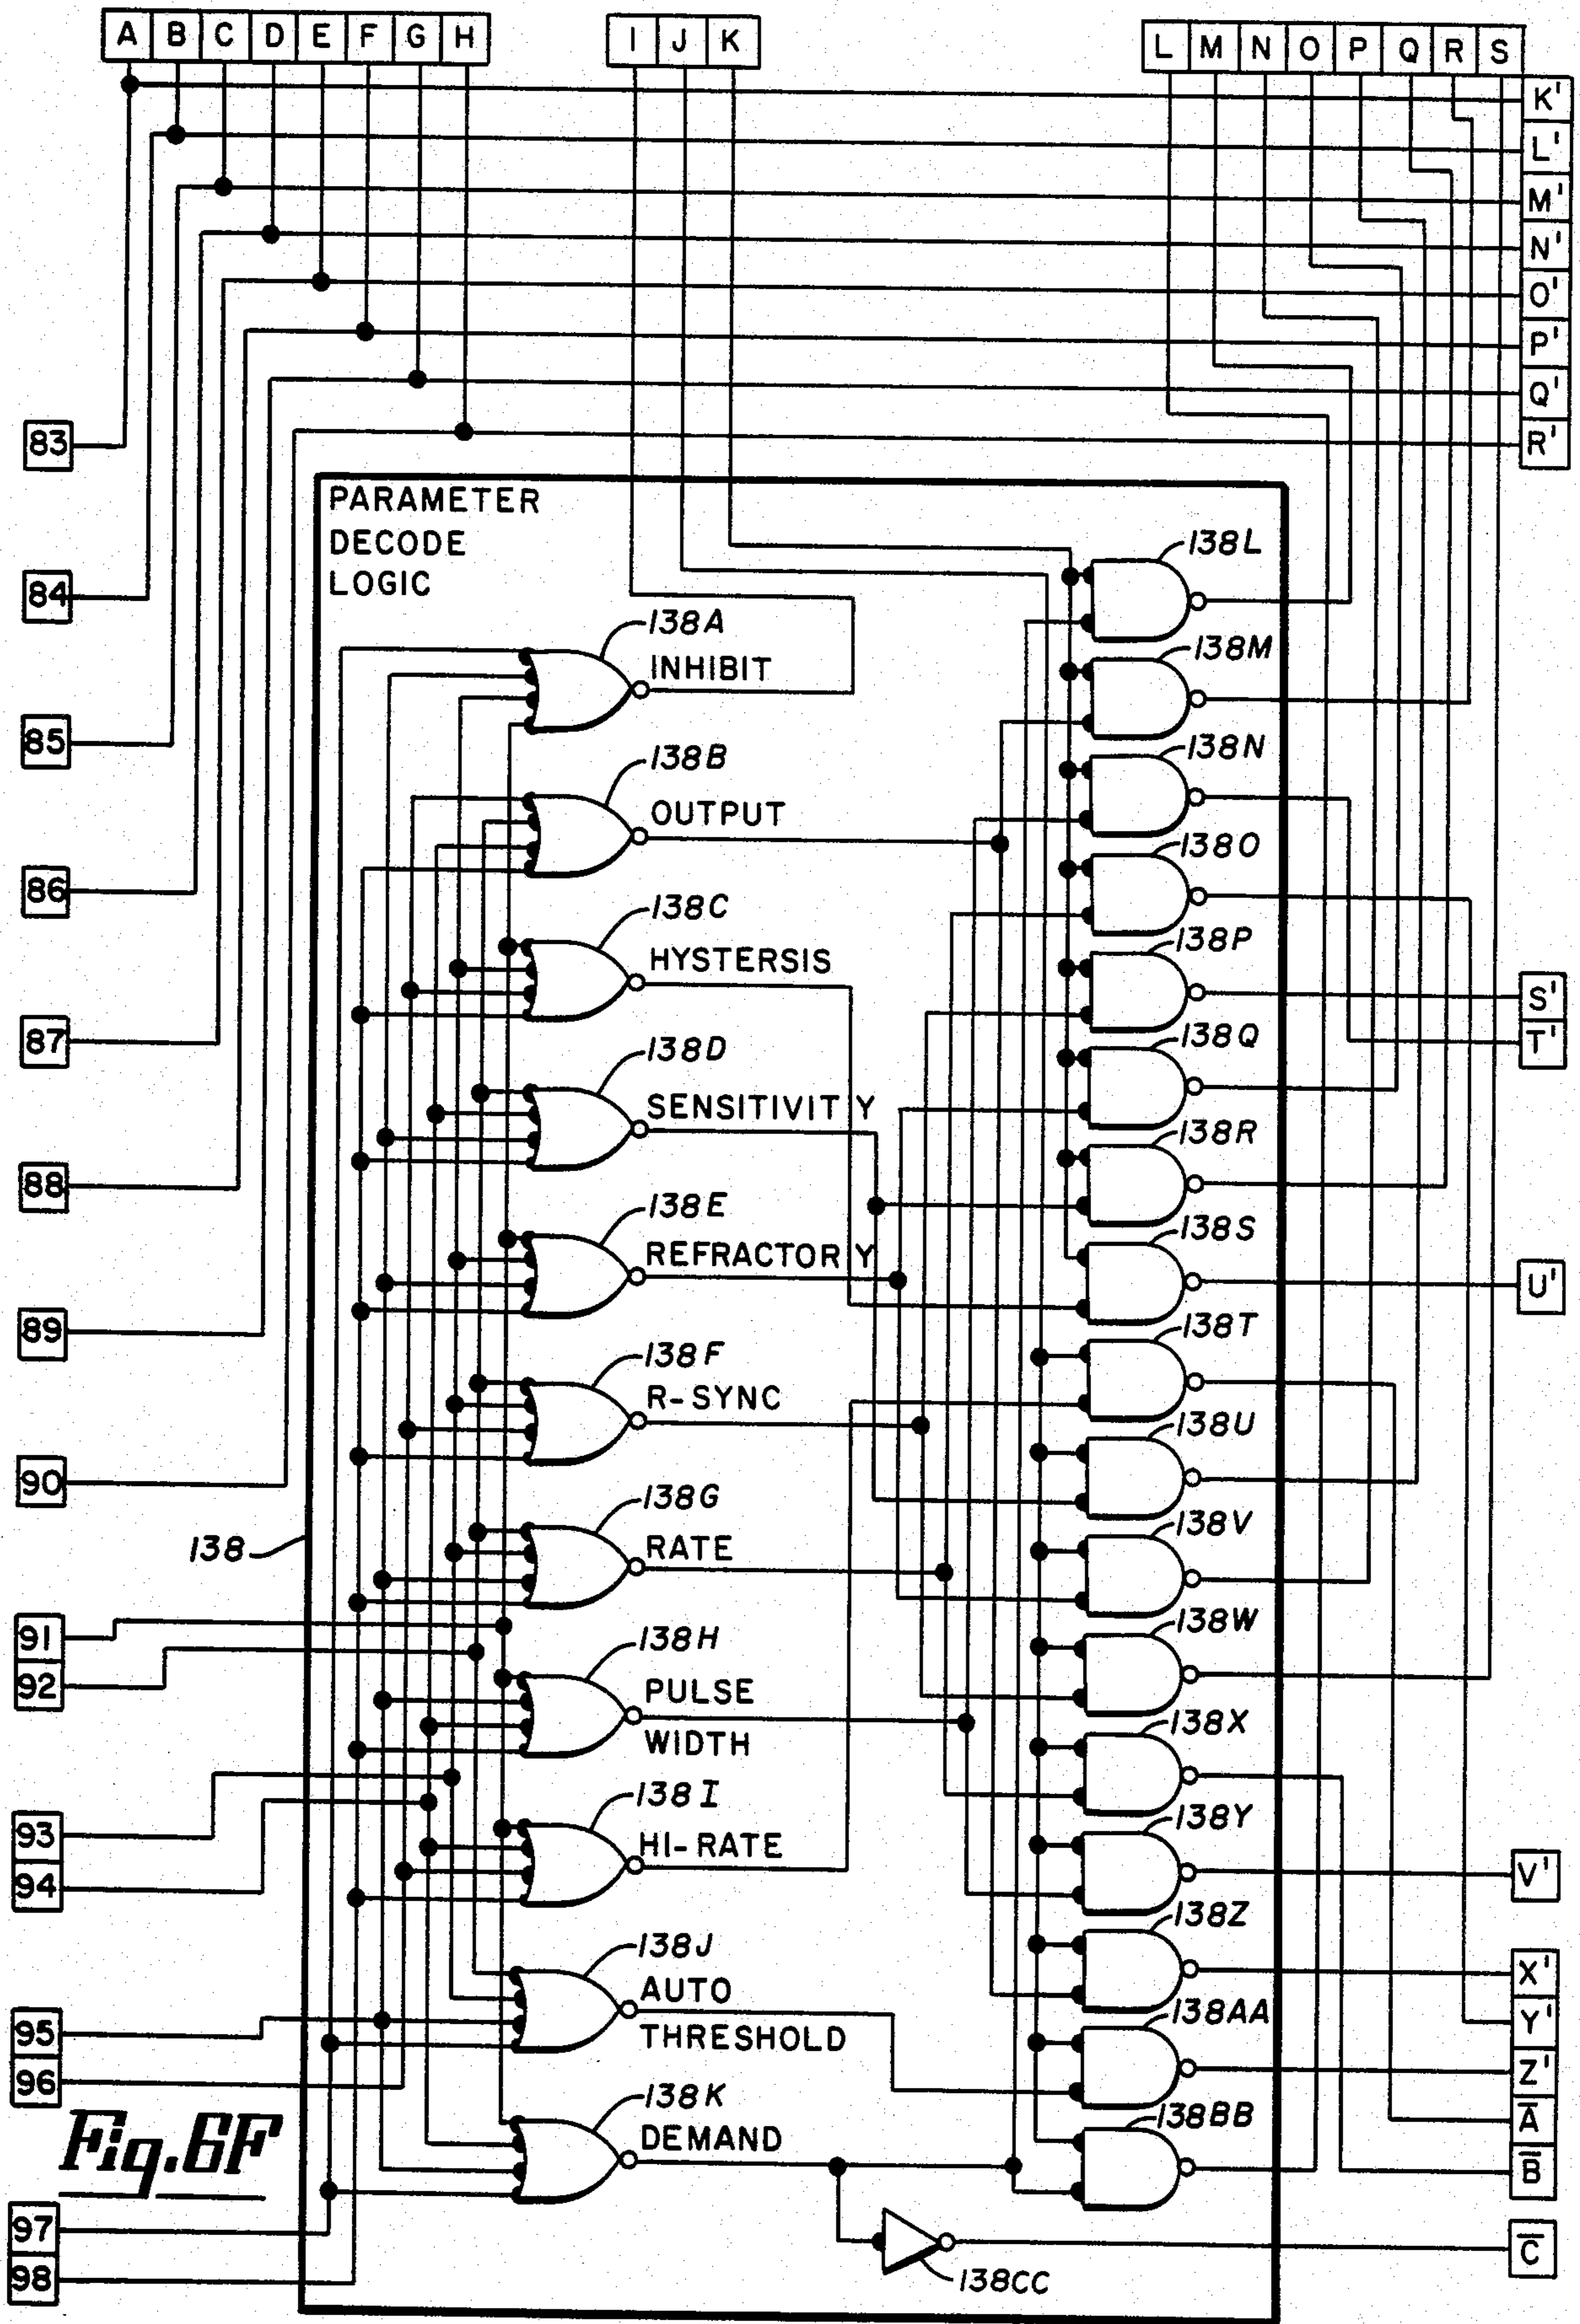 A B C D E F G H
I J K
L M N O P Q R S
K'
L'
M'
N'
O'
P'
Q'
R'
83
84
85
86
87
88
89
90
91
92
93
94
95
96
97
98
PARAMETER
DECODE
LOGIC
138
138A
INHIBIT
138B
OUTPUT
138C
HYSTERSIS
138D
SENSITIVITY
138E
REFRACTORY
138F
R-SYNC
138G
RATE
138H
PULSE
WIDTH
138I
HI-RATE
138J
AUTO
THRESHOLD
138K
DEMAND
138L
138M
138N
138O
138P
138Q
138R
138S
138T
138U
138V
138W
138X
138Y
138Z
138AA
138BB
138CC
S'
T'
U'
V'
X'
Y'
Z'
A̅
B̅
C̅
Fig. 6F